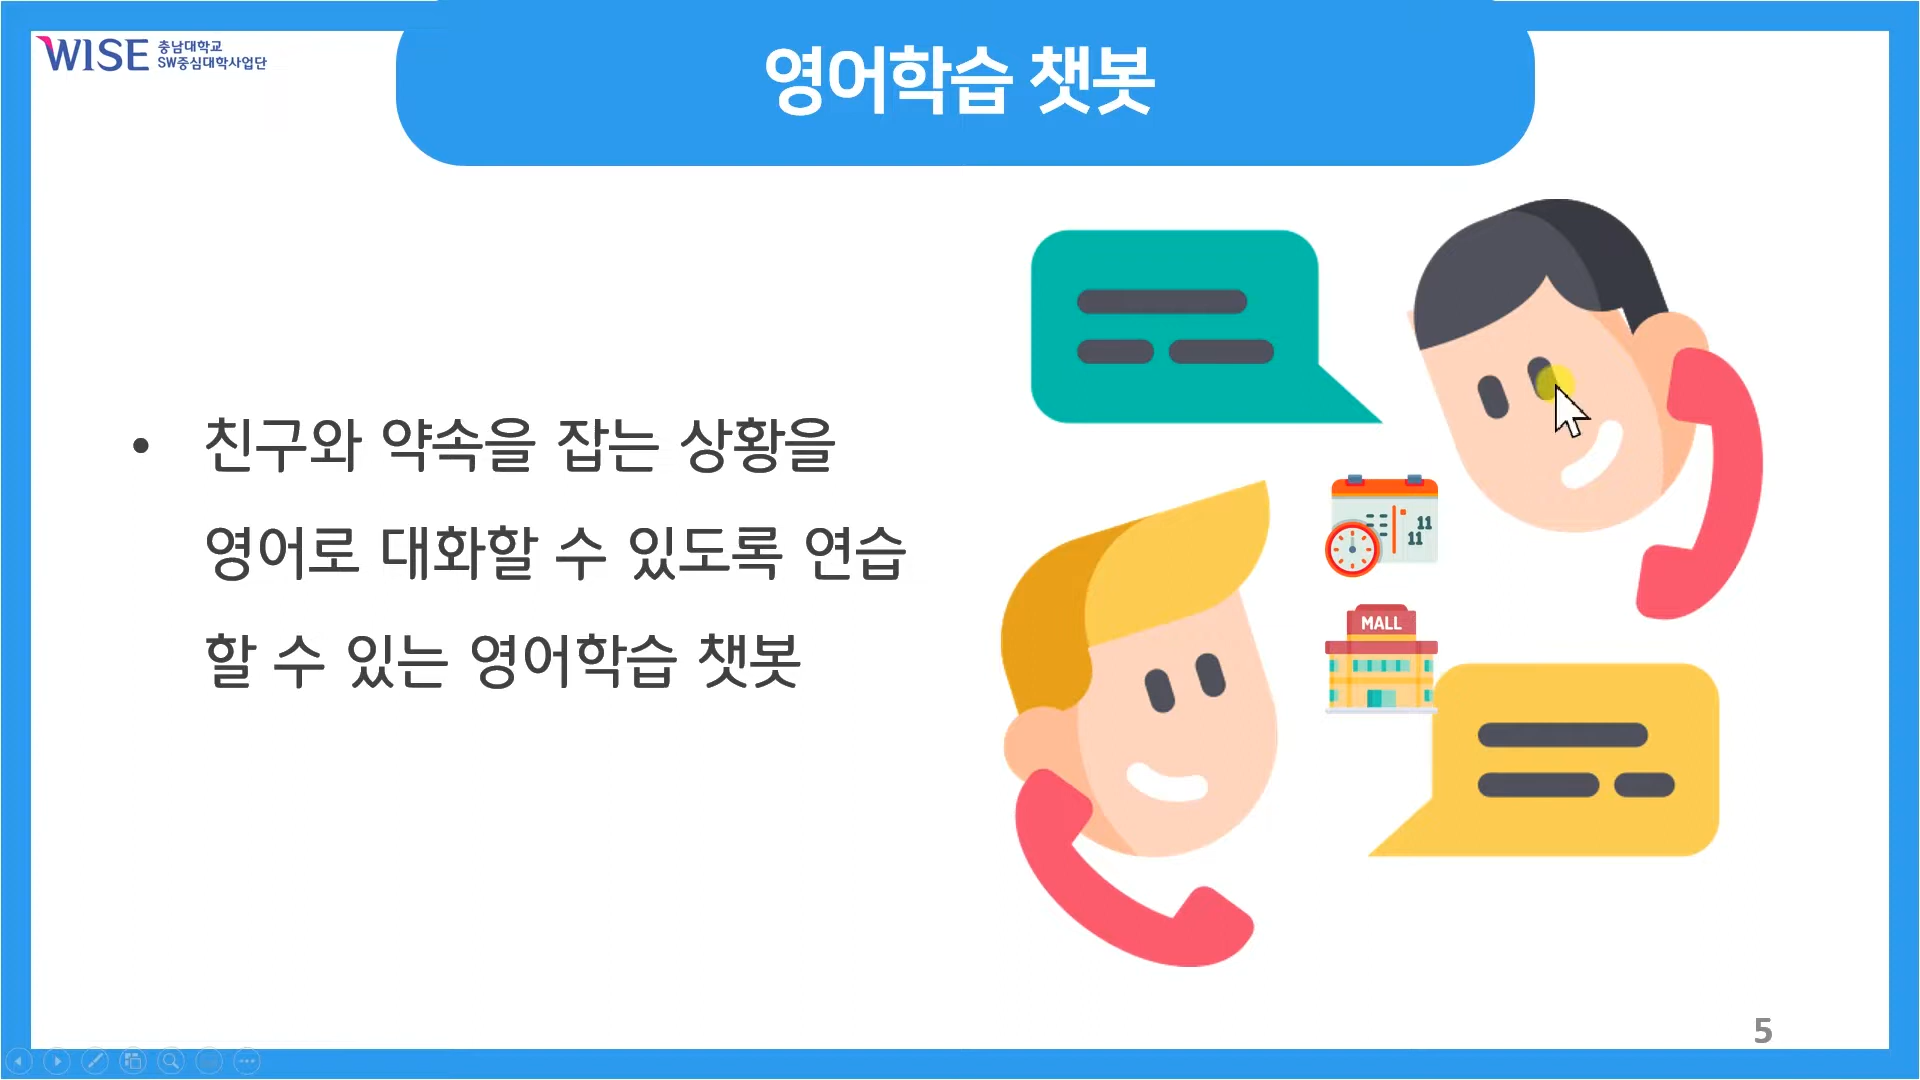 WISE 충남대학교
SW중심대학사업단
영어학습 챗봇
• 친구와 약속을 잡는 상황을
영어로 대화할 수 있도록 연습
할 수 있는 영어학습 챗봇
11
11
MALL
5